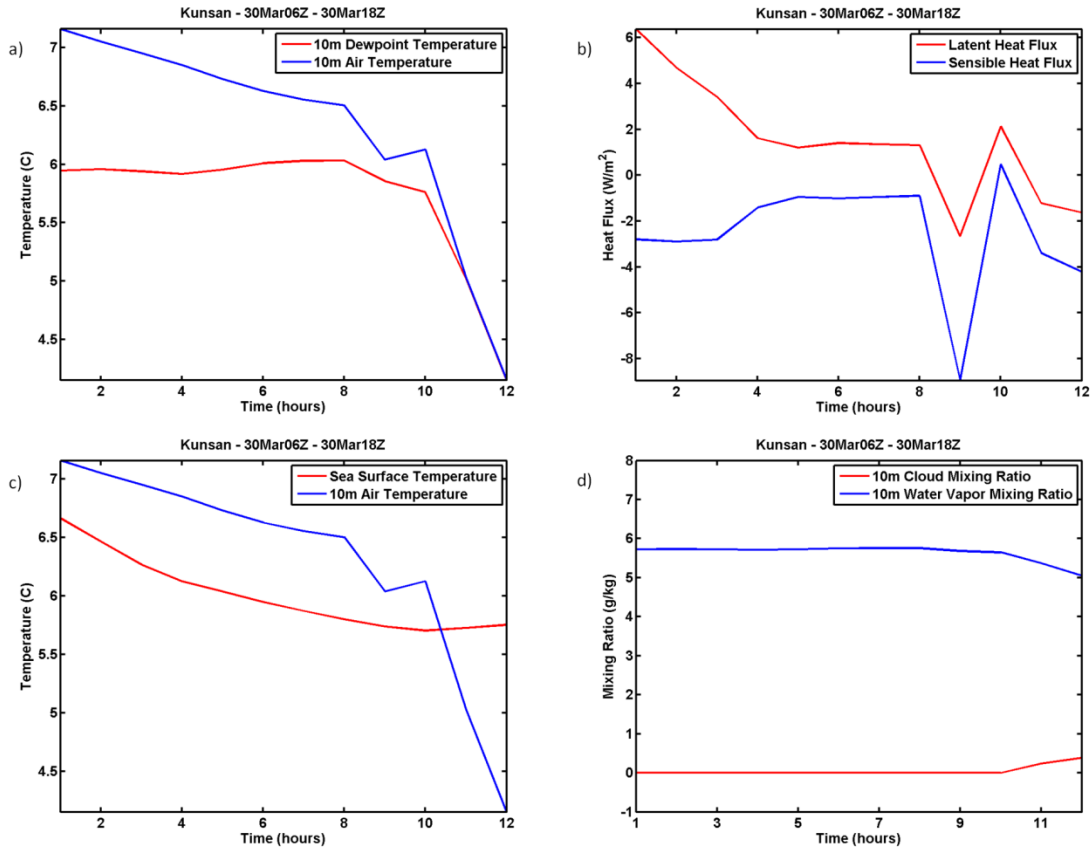 Kunsan - 30Mar06Z - 30Mar18Z
a)
10m Dewpoint Temperature
10m Air Temperature
7
6.5
6
5.5
5
4.5
Temperature (C)
2 4 6 8 10 12
Time (hours)
Kunsan - 30Mar06Z - 30Mar18Z
b)
Latent Heat Flux
Sensible Heat Flux
6
4
2
0
-2
-4
-6
-8
Heat Flux (W/m²)
1 2 3 4 5 6 7 8 9 10 11 12
Time (hours)
Kunsan - 30Mar06Z - 30Mar18Z
c)
Sea Surface Temperature
10m Air Temperature
7
6.5
6
5.5
5
4.5
Temperature (C)
2 4 6 8 10 12
Time (hours)
Kunsan - 30Mar06Z - 30Mar18Z
d)
10m Cloud Mixing Ratio
10m Water Vapor Mixing Ratio
8
7
6
5
4
3
2
1
0
-1
Mixing Ratio (g/kg)
1 3 5 7 9 11
Time (hours)